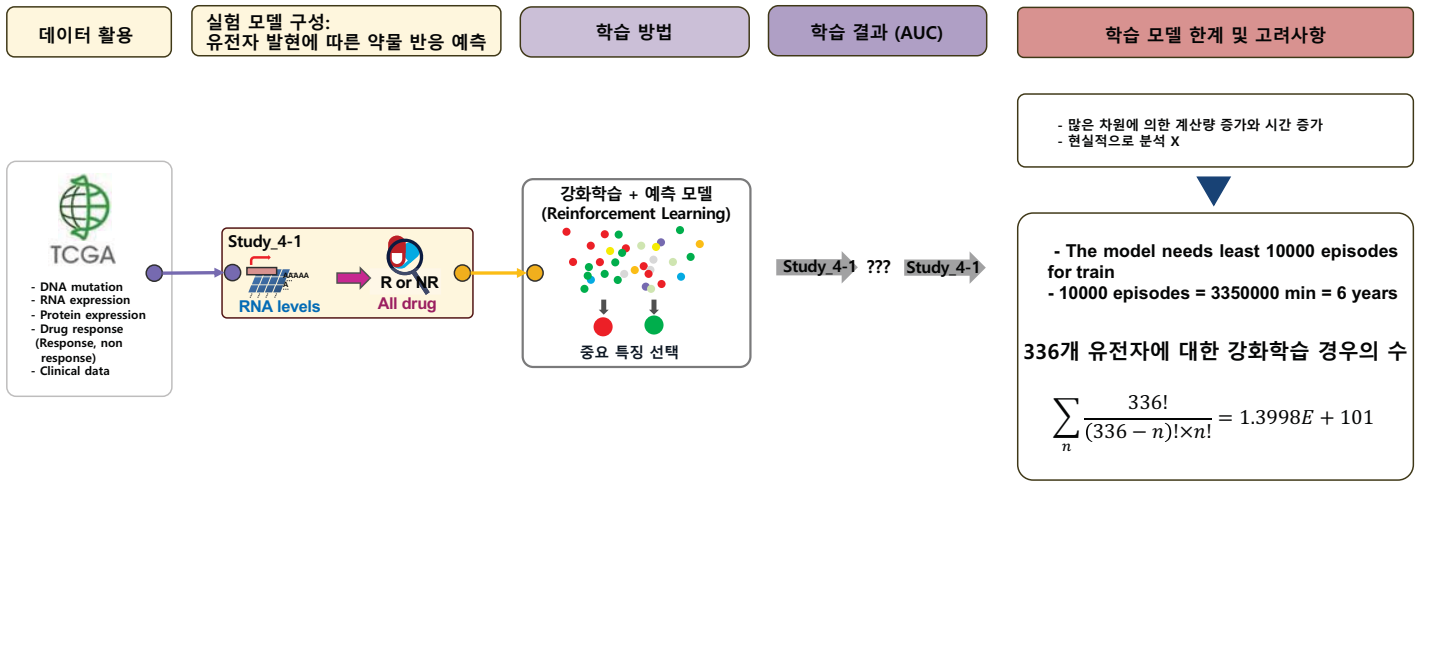 데이터 활용
실험 모델 구성:
유전자 발현에 따른 약물 반응 예측
학습 방법
학습 결과 (AUC)
학습 모델 한계 및 고려사항
- 많은 차원에 의한 계산량 증가와 시간 증가
- 현실적으로 분석 X
TCGA
- DNA mutation
- RNA expression
- Protein expression
- Drug response
(Response, non
response)
- Clinical data
Study_4-1
AAAAA
A...
RNA levels
R or NR
All drug
강화학습 + 예측 모델
(Reinforcement Learning)
중요 특징 선택
Study_4-1 ??? Study_4-1
- The model needs least 10000 episodes
for train
- 10000 episodes = 3350000 min = 6 years
336개 유전자에 대한 강화학습 경우의 수
∑ₙ 336! / ((336 − n)!×n!) = 1.3998E + 101